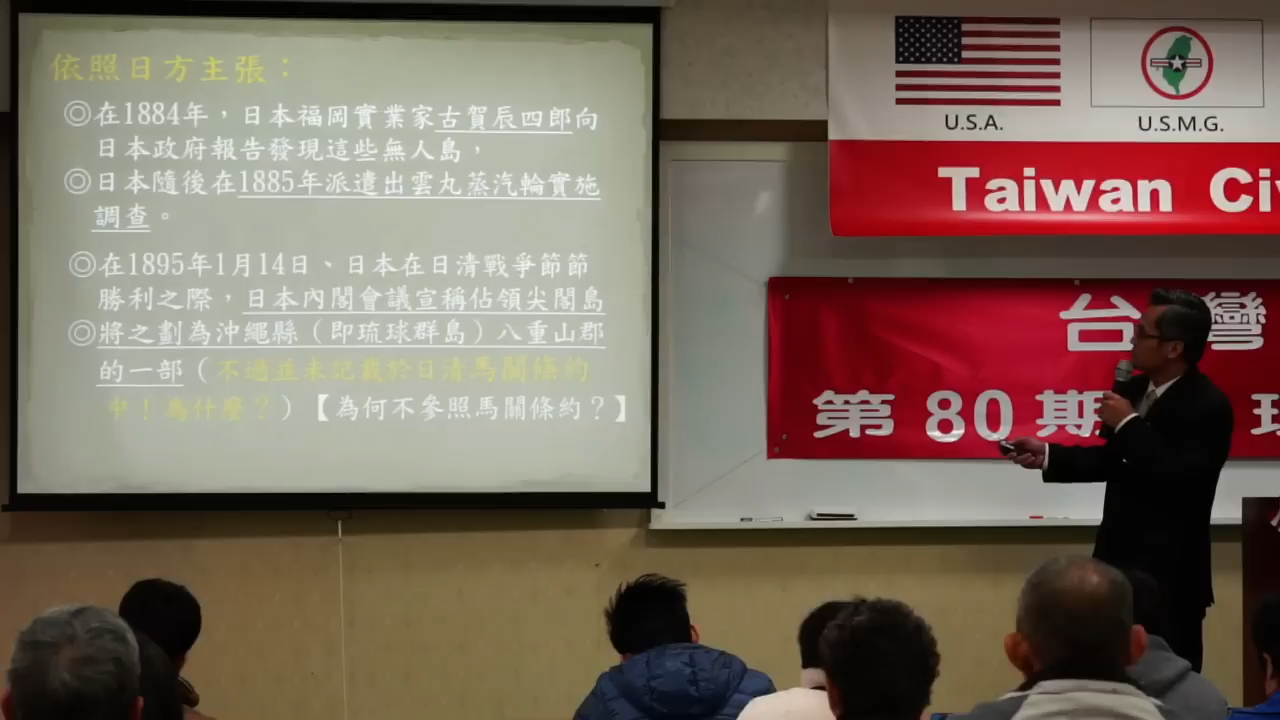 依照日方主張：
◎在1884年，日本福岡實業家古賀辰四郎向
日本政府報告發現這些無人島，
◎日本隨後在1885年派遣出雲丸蒸汽輪實施
調查。
◎在1895年1月14日、日本在日清戰爭節節
勝利之際，日本內閣會議宣稱佔領尖閣島
◎將之劃為沖繩縣（即琉球群島）八重山郡
的一部（不過並未記載於日清馬關條約
中！為什麼？）【為何不參照馬關條約？】
U.S.A.
U.S.M.G.
Taiwan Ci
台灣
第80期